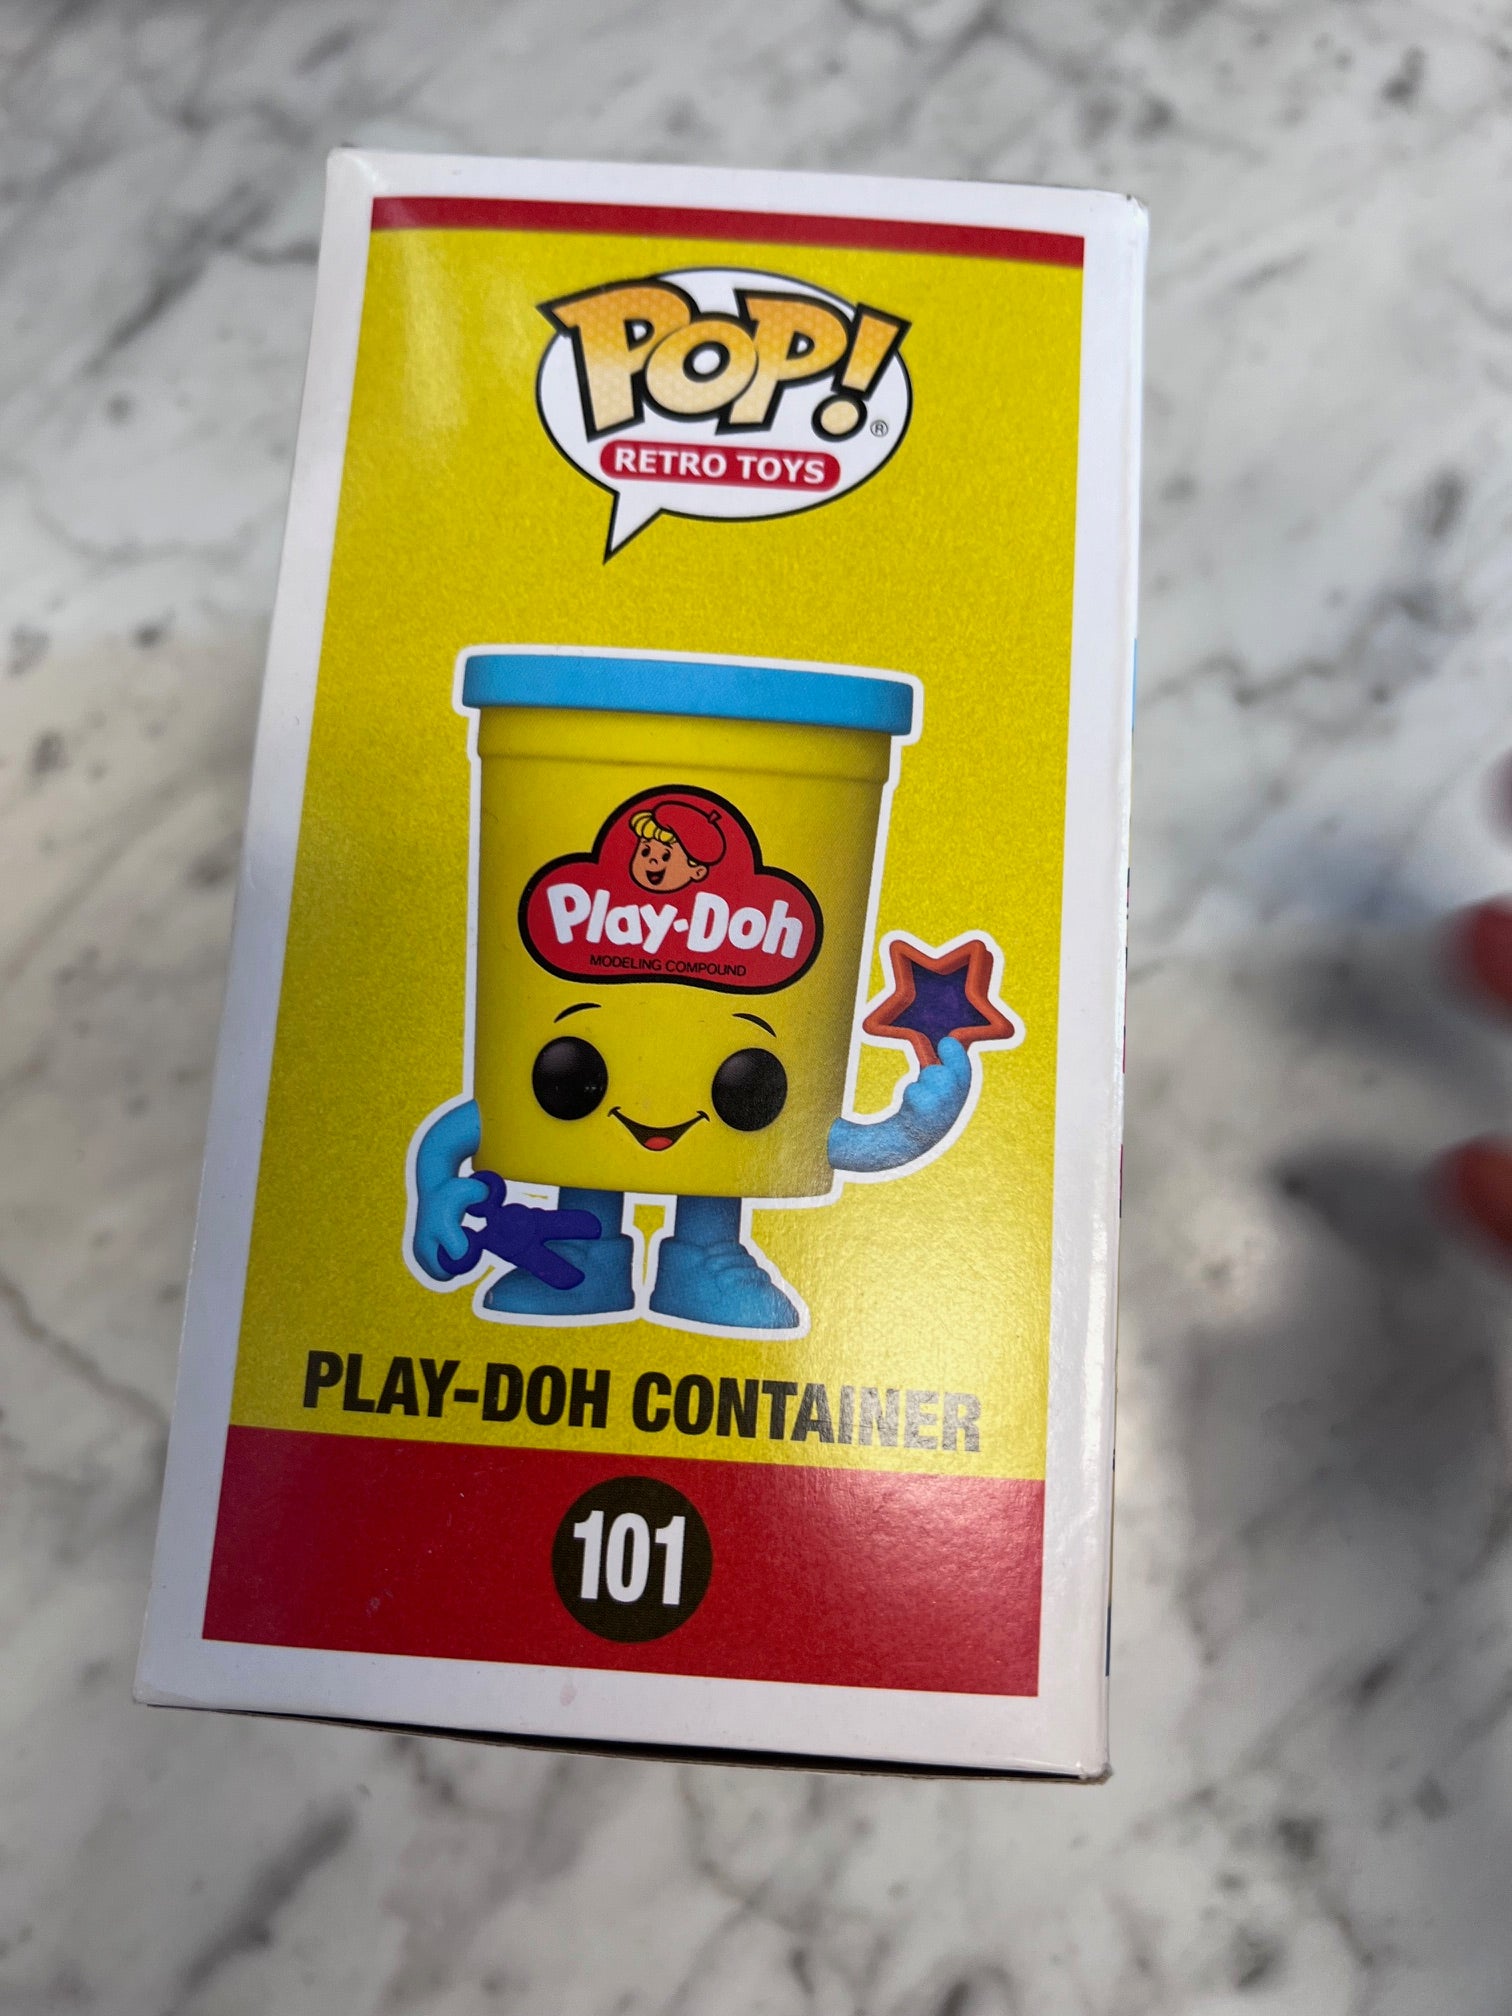 POP! ®
RETRO TOYS
Play-Doh
MODELING COMPOUND
PLAY-DOH CONTAINER
101